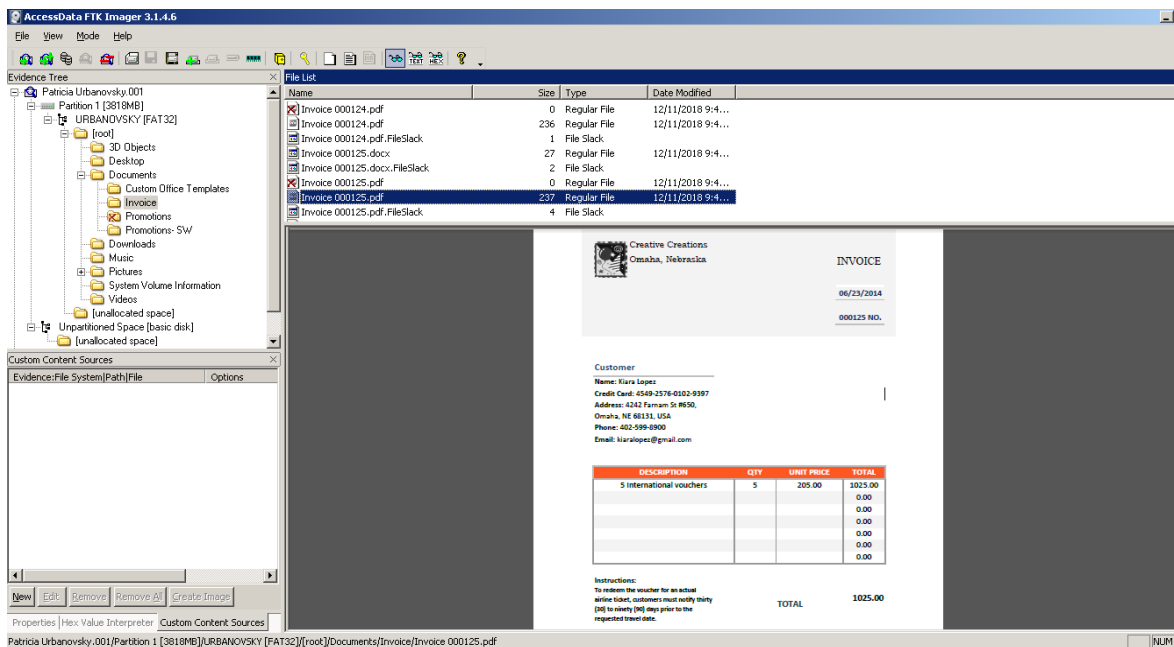 AccessData FTK Imager 3.1.4.6
File View Mode Help
Evidence Tree
Patricia Urbanovsky.001
Partition 1 [3818MB]
URBANOVSKY [FAT32]
[root]
3D Objects
Desktop
Documents
Custom Office Templates
Invoice
Promotions
Promotions- SW
Downloads
Music
Pictures
System Volume Information
Videos
[unallocated space]
Unpartitioned Space [basic disk]
[unallocated space]
Custom Content Sources
Evidence:File System|Path|File Options
New Edit Remove Remove All Create Image
Properties Hex Value Interpreter Custom Content Sources
File List
Name Size Type Date Modified
Invoice 000124.pdf 0 Regular File 12/11/2018 9:4...
Invoice 000124.pdf 236 Regular File 12/11/2018 9:4...
Invoice 000124.pdf.FileSlack 1 File Slack
Invoice 000125.docx 27 Regular File 12/11/2018 9:4...
Invoice 000125.docx.FileSlack 2 File Slack
Invoice 000125.pdf 0 Regular File 12/11/2018 9:4...
Invoice 000125.pdf 237 Regular File 12/11/2018 9:4...
Invoice 000125.pdf.FileSlack 4 File Slack
Creative Creations
Omaha, Nebraska
INVOICE
06/23/2014
000125 NO.
Customer
Name: Kiara Lopez
Credit Card: 4549-2576-0102-9397
Address: 4242 Farnam St #650,
Omaha, NE 68131, USA
Phone: 402-599-8900
Email: kiaralopez@gmail.com
DESCRIPTION QTY UNIT PRICE TOTAL
5 International vouchers 5 205.00 1025.00
0.00
0.00
0.00
0.00
0.00
0.00
Instructions:
To redeem the voucher for an actual
airline ticket, customers must notify thirty
(30) to ninety (90) days prior to the
requested travel date.
TOTAL 1025.00
Patricia Urbanovsky.001/Partition 1 [3818MB]/URBANOVSKY [FAT32]/[root]/Documents/Invoice/Invoice 000125.pdf
NUM